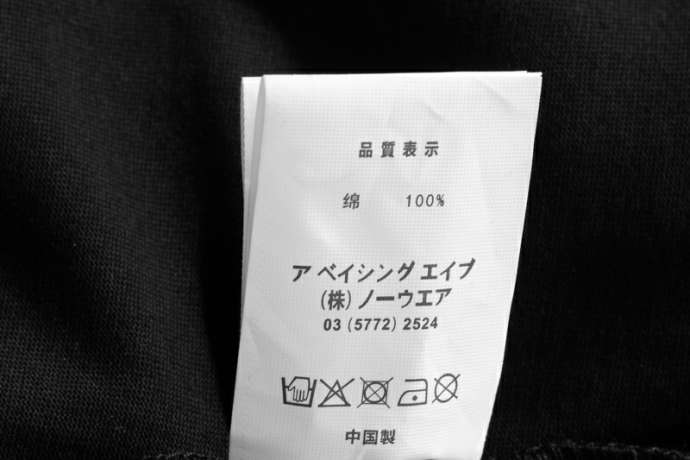 品質表示
绵 100%
ア ベイシング エイプ
(株) ノーウエア
03 (5772) 2524
中国製